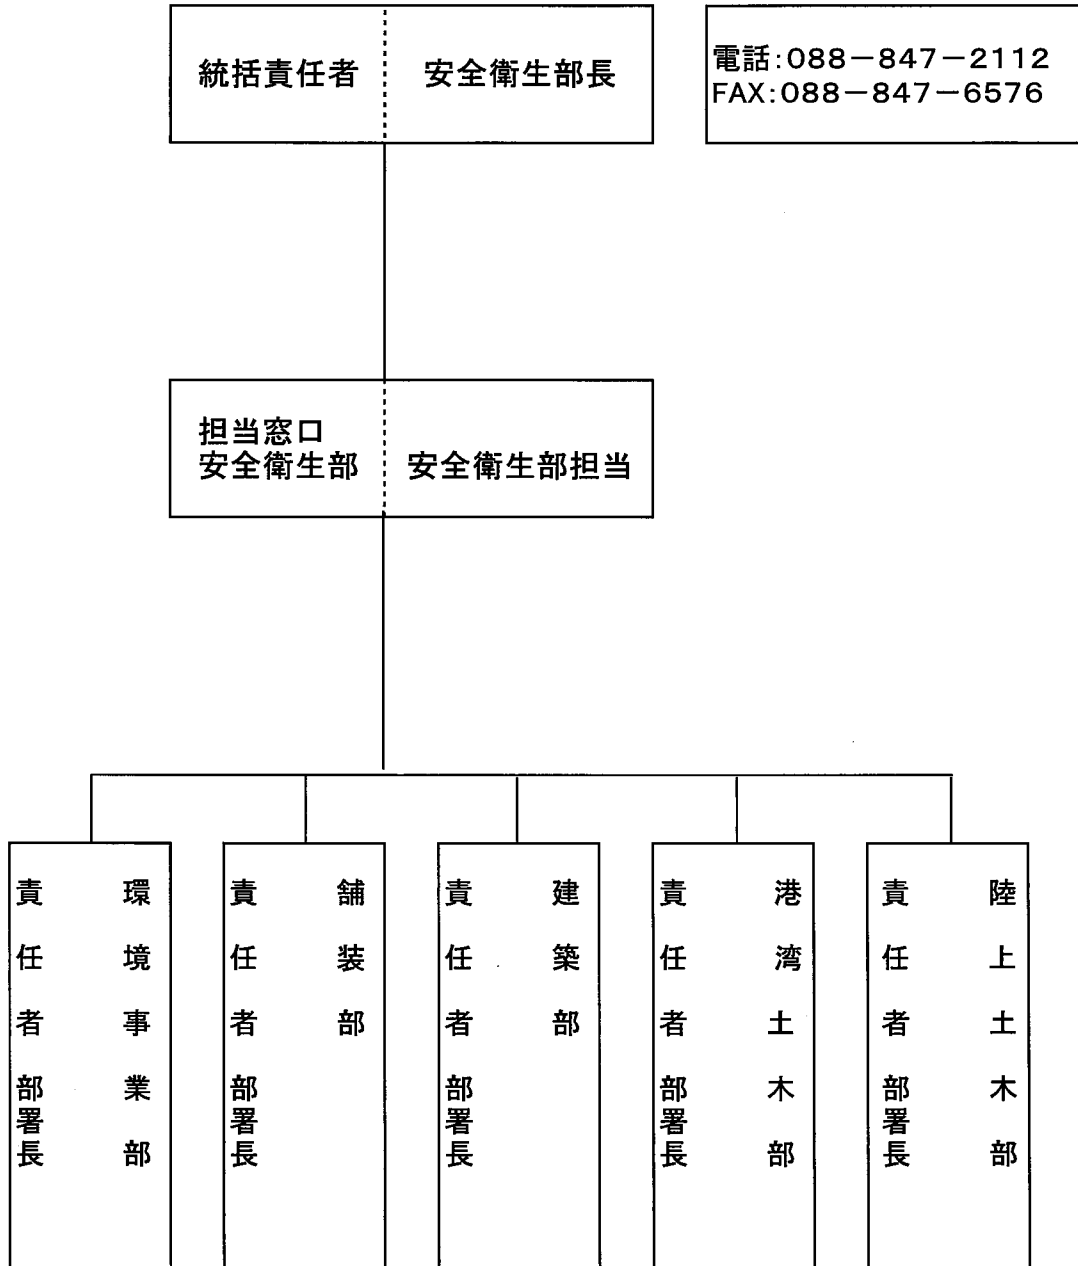 統括責任者 安全衛生部長
電話:088-847-2112
FAX:088-847-6576
担当窓口
安全衛生部 安全衛生部担当
陸上土木部
責任者 部署長
港湾土木部
責任者 部署長
建築部
責任者 部署長
舗装部
責任者 部署長
環境事業部
責任者 部署長